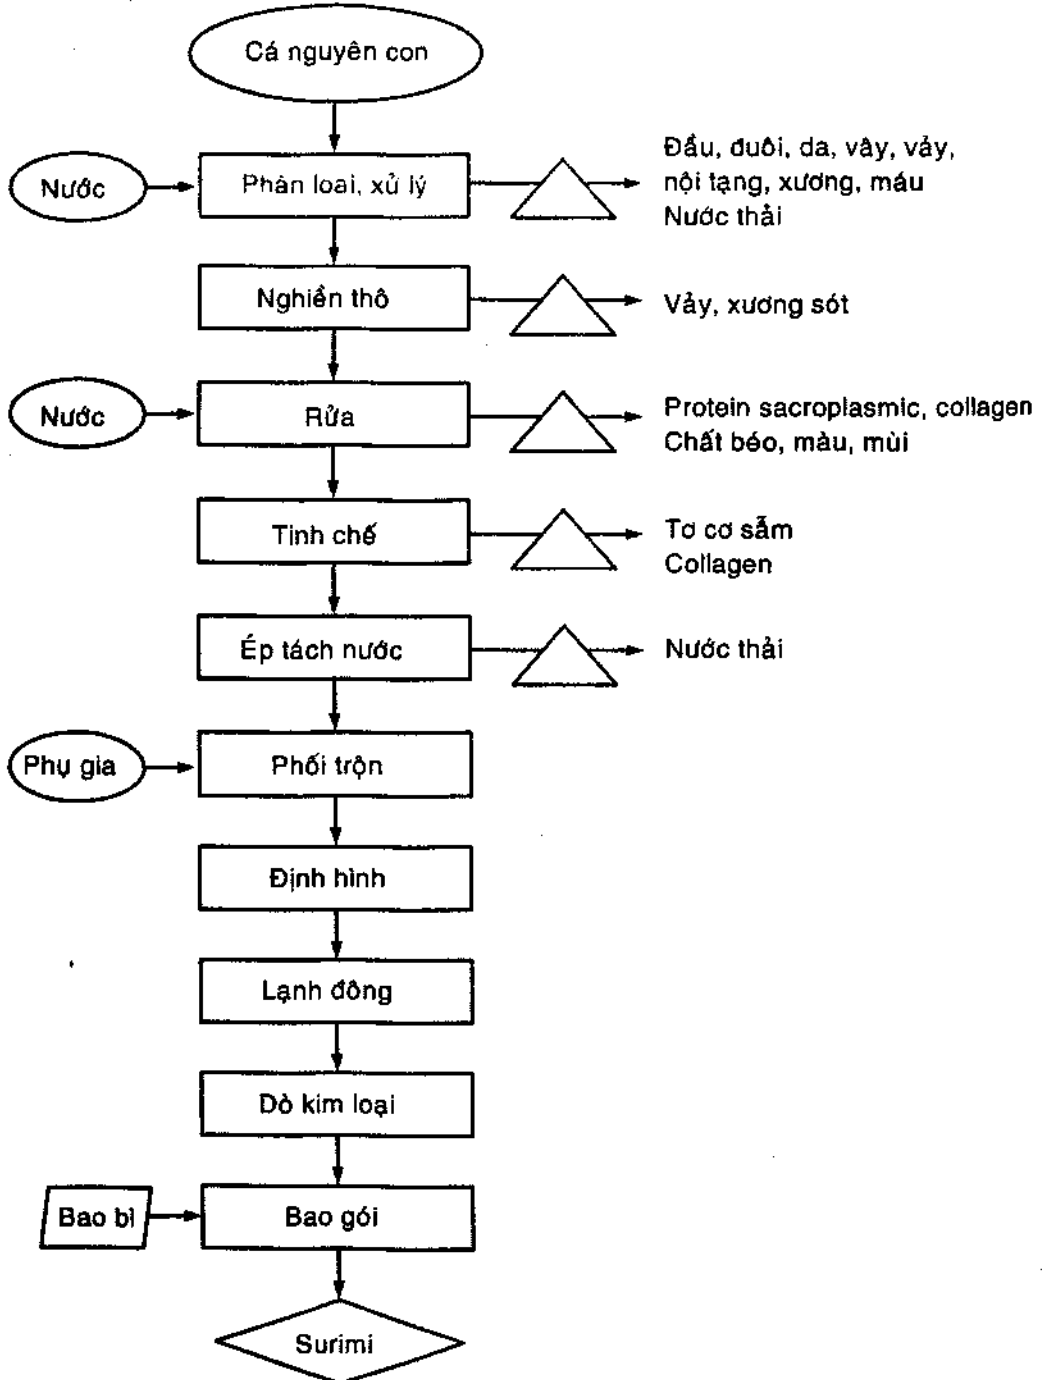 Cá nguyên con
Nước
Phân loai, xử lý
Đầu, đuôi, da, vây, vảy,
nội tạng, xương, máu
Nước thải
Nghiền thô
Vảy, xương sót
Nước
Rửa
Protein sacroplasmic, collagen
Chất béo, màu, mùi
Tinh chế
Tơ cơ sẫm
Collagen
Ép tách nước
Nước thải
Phụ gia
Phối trộn
Định hình
Lạnh đông
Dò kim loại
Bao bì
Bao gói
Surimi